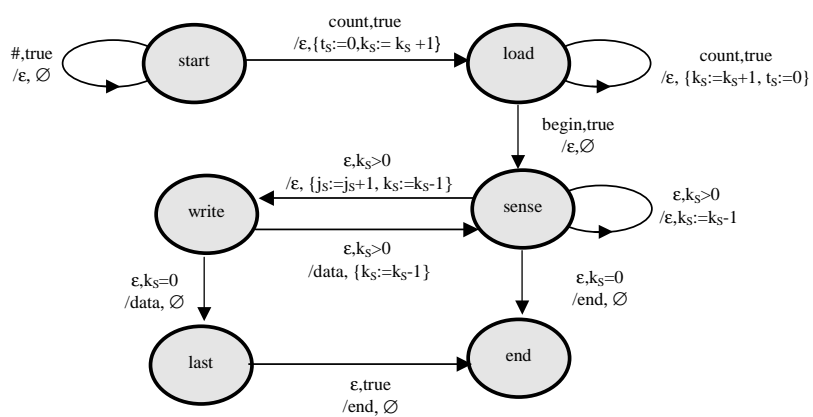 count,true
/ε,{tS:=0,kS:= kS +1}
#,true
/ε, ∅
start
load
count,true
/ε, {kS:=kS+1, tS:=0}
begin,true
/ε,∅
ε,kS>0
/ε, {jS:=jS+1, kS:=kS-1}
write
sense
ε,kS>0
/ε,kS:=kS-1
ε,kS>0
/data, {kS:=kS-1}
ε,kS=0
/data, ∅
ε,kS=0
/end, ∅
last
end
ε,true
/end, ∅